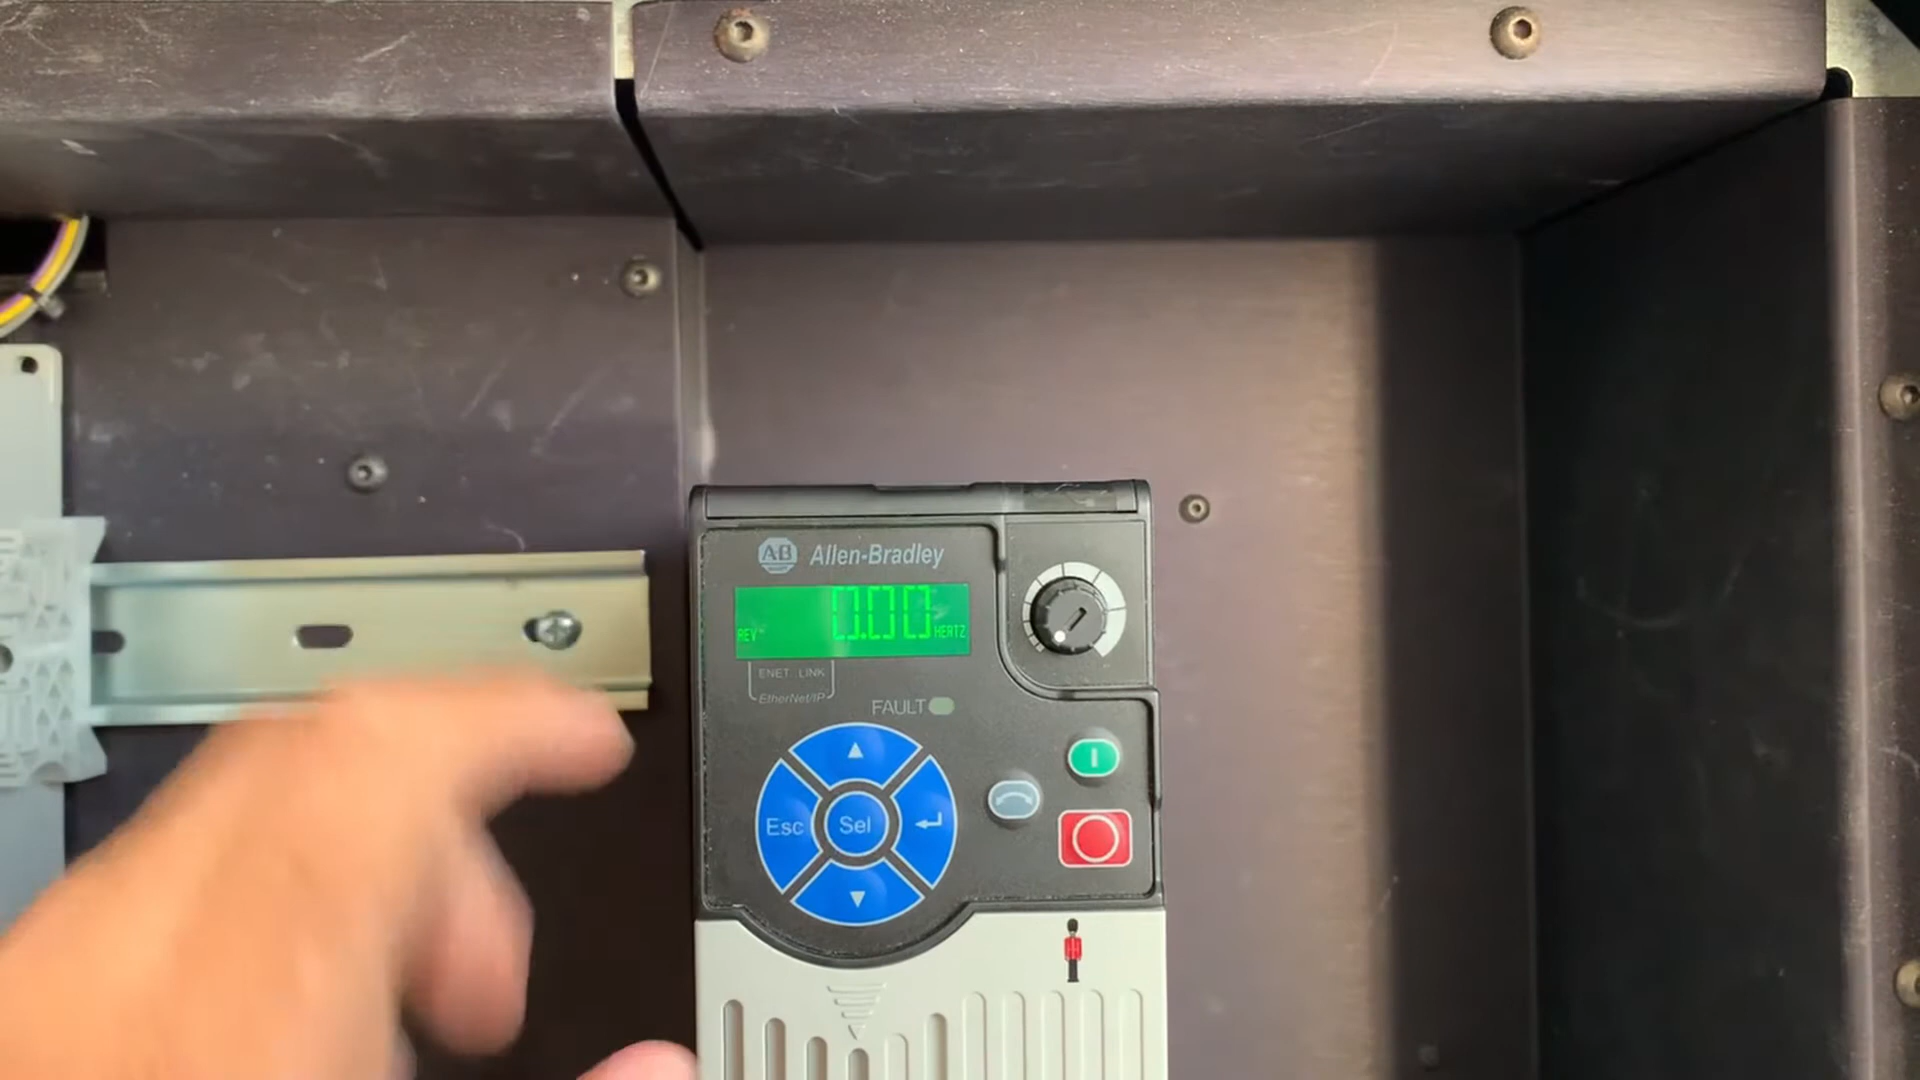 AB Allen-Bradley
0.00
REV HERTZ
ENET LINK
EtherNet/IP
FAULT
Esc Sel